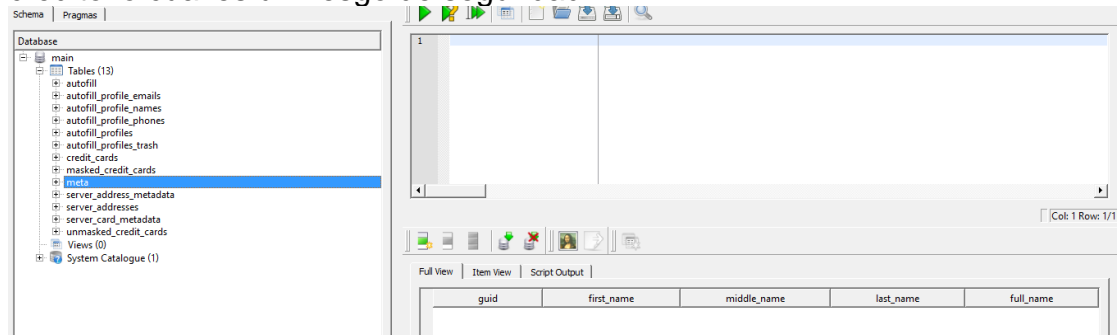 Schema Pragmas
Database
main
Tables (13)
autofill
autofill_profile_emails
autofill_profile_names
autofill_profile_phones
autofill_profiles
autofill_profiles_trash
credit_cards
masked_credit_cards
meta
server_address_metadata
server_addresses
server_card_metadata
unmasked_credit_cards
Views (0)
System Catalogue (1)
1
Col: 1 Row: 1/1
Full View Item View Script Output
guid first_name middle_name last_name full_name